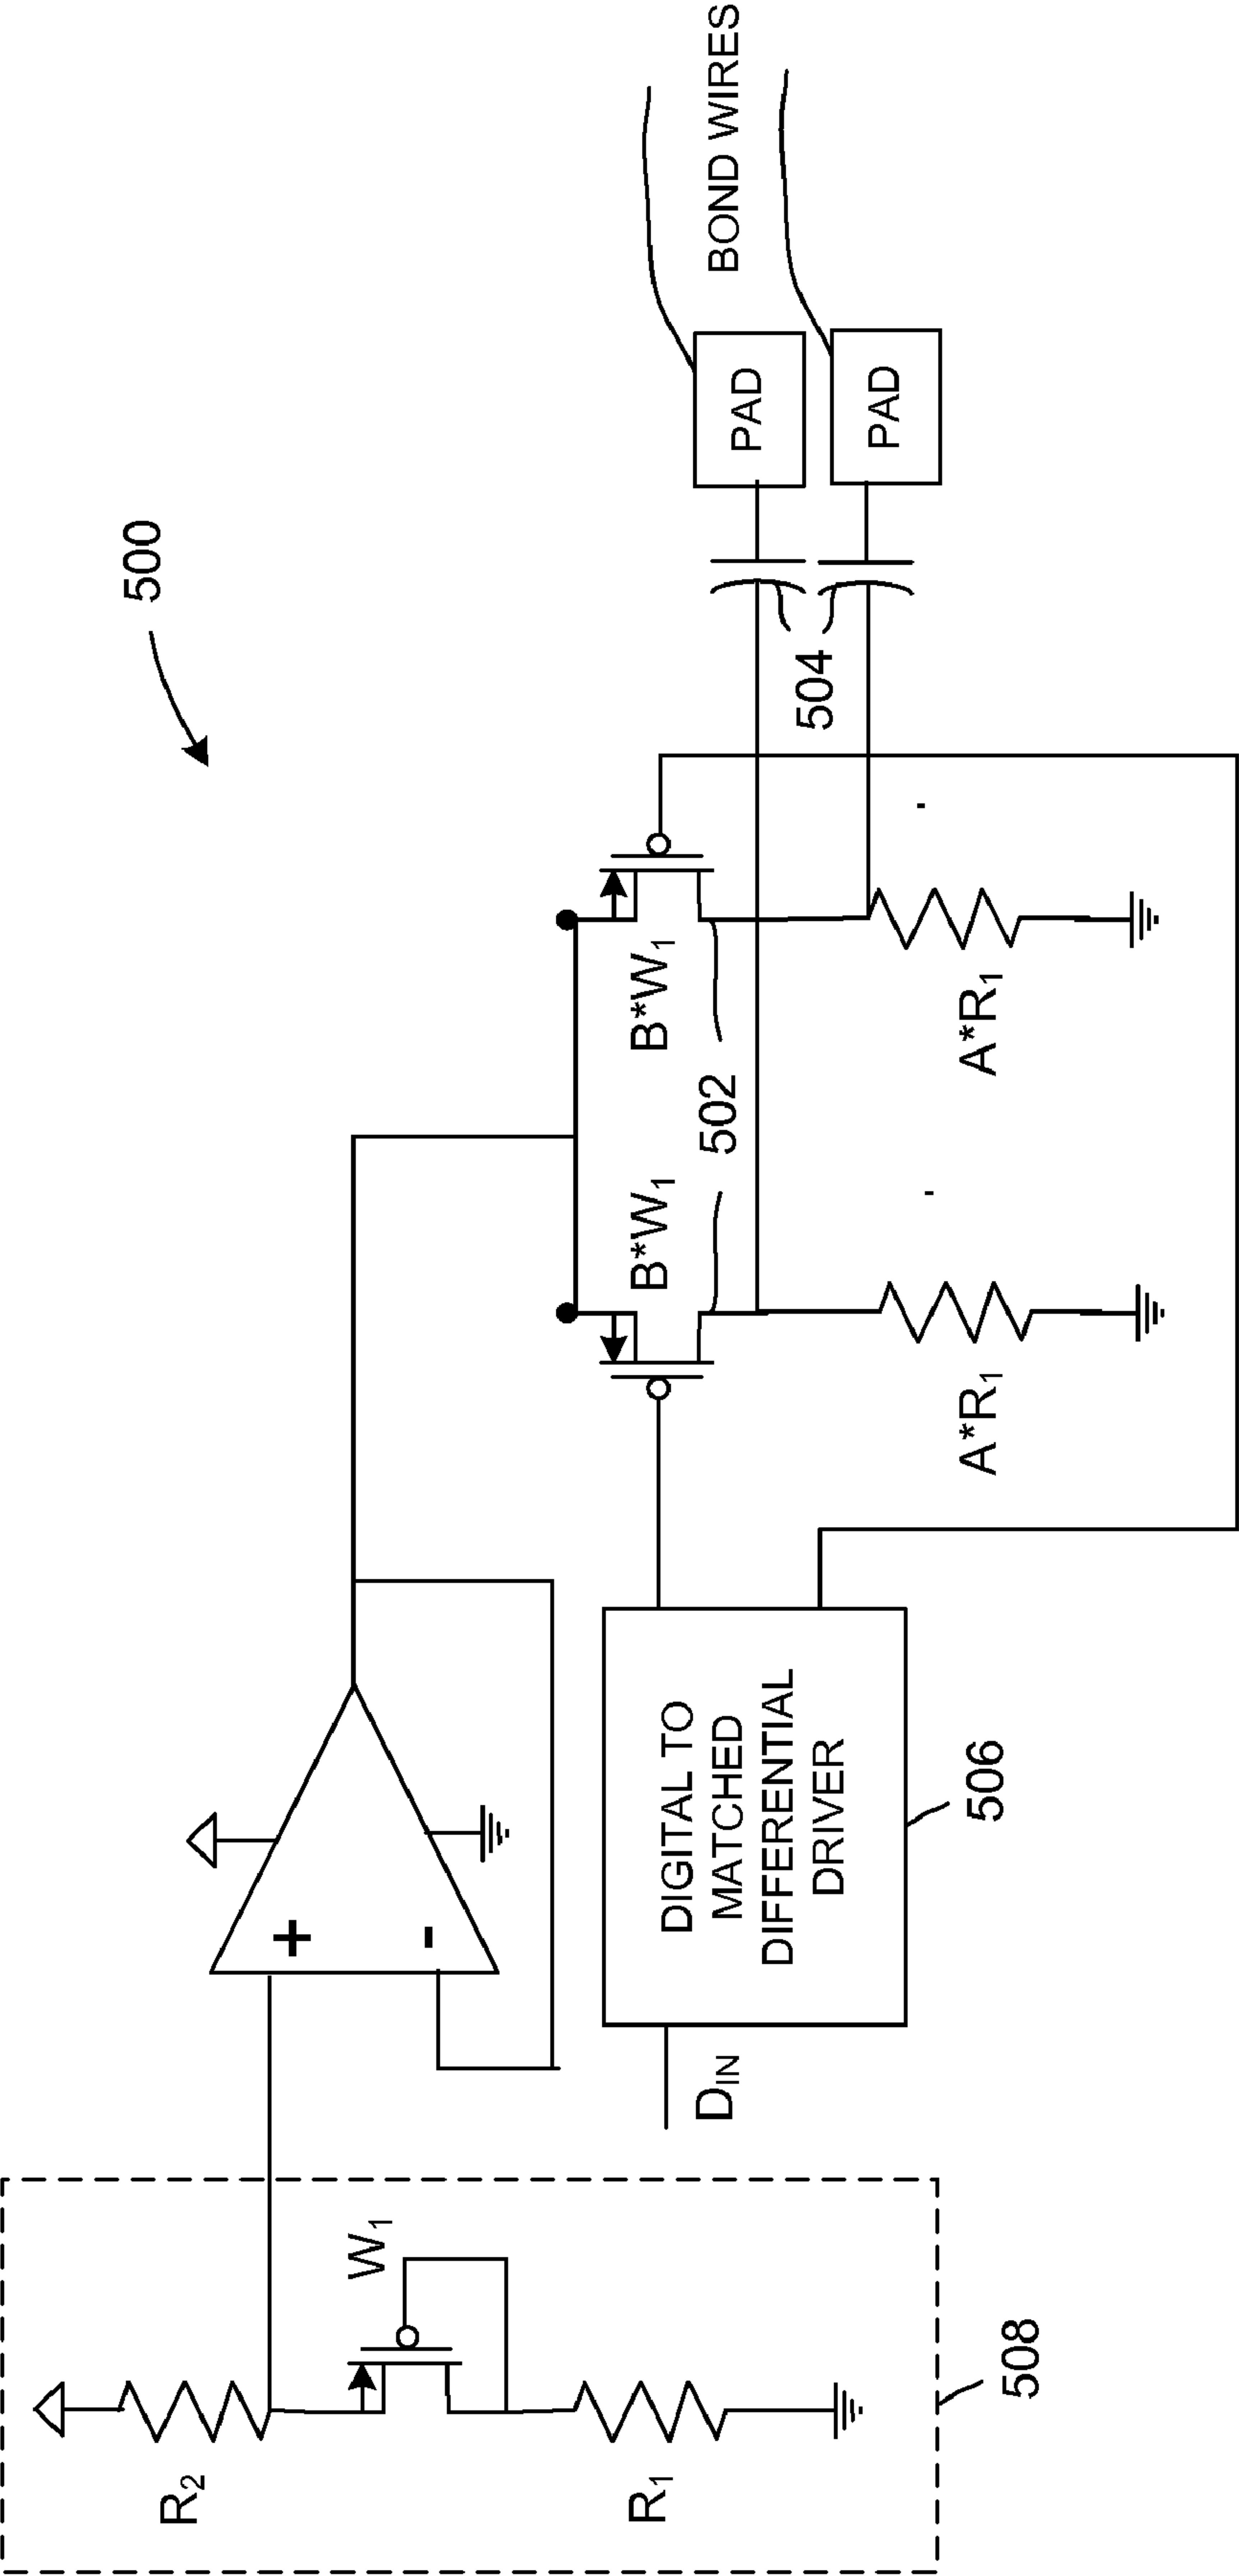 500
R₂
W₁
R₁
508
+
-
D_IN
DIGITAL TO
MATCHED
DIFFERENTIAL
DRIVER
506
B*W₁
B*W₁
502
A*R₁
A*R₁
504
PAD
PAD
BOND WIRES